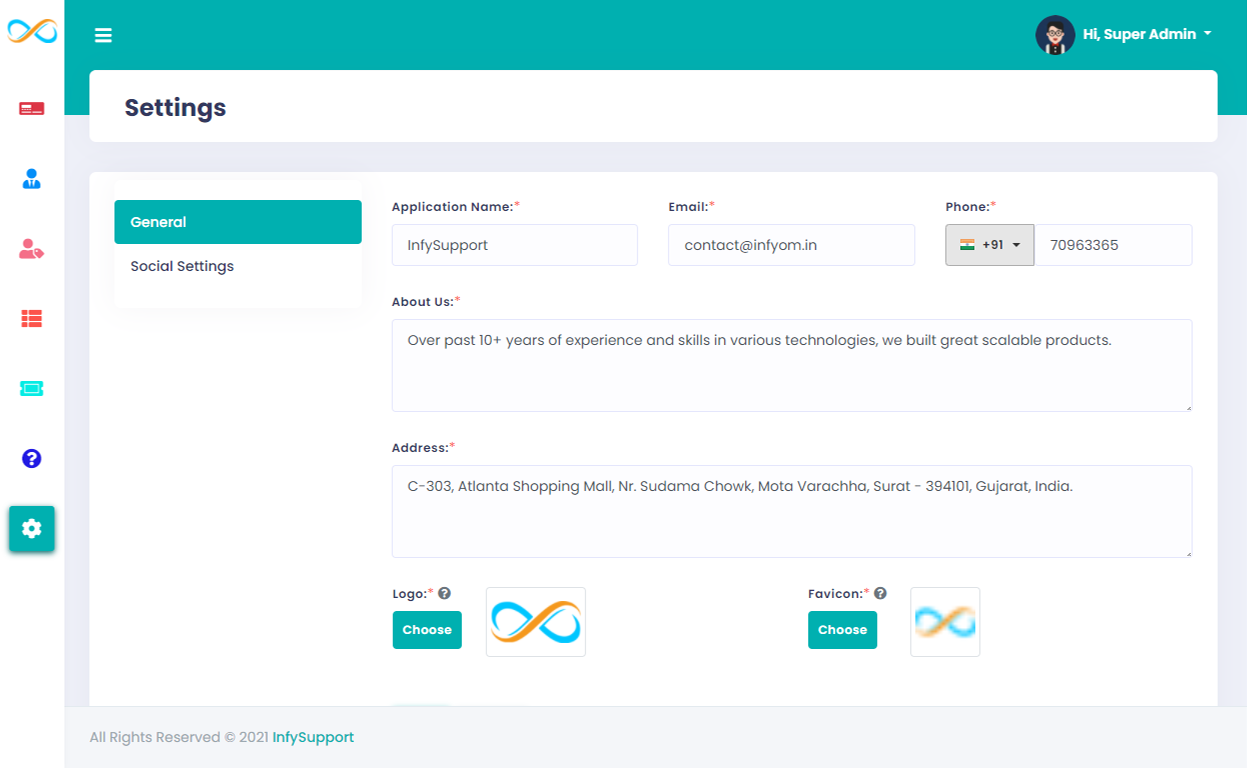 Hi, Super Admin
Settings
General
Social Settings
Application Name:*
InfySupport
Email:*
contact@infyom.in
Phone:*
+91
70963365
About Us:*
Over past 10+ years of experience and skills in various technologies, we built great scalable products.
Address:*
C-303, Atlanta Shopping Mall, Nr. Sudama Chowk, Mota Varachha, Surat - 394101, Gujarat, India.
Logo:* ?
Choose
Favicon:* ?
Choose
All Rights Reserved © 2021 InfySupport